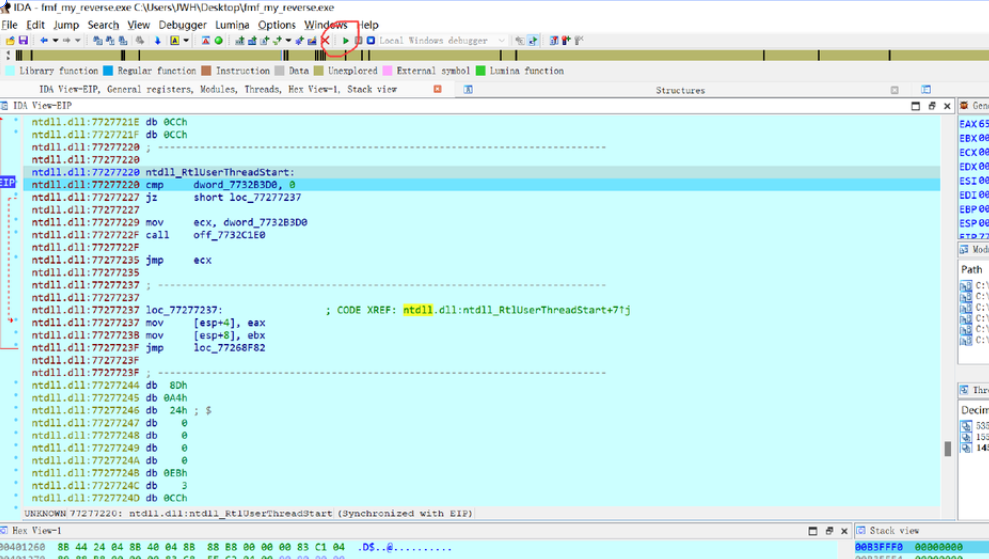 IDA - fmf_my_reverse.exe C:\Users\JWH\Desktop\fmf_my_reverse.exe
File Edit Jump Search View Debugger Lumina Options Windows Help
Local Windows debugger
Library function Regular function Instruction Data Unexplored External symbol Lumina function
IDA View-EIP, General registers, Modules, Threads, Hex View-1, Stack view Structures
IDA View-EIP Gene
ntdll.dll:7727721E db 0CCh
ntdll.dll:7727721F db 0CCh
ntdll.dll:77277220 ; ---------------------------------------------------------------------------
ntdll.dll:77277220
ntdll.dll:77277220 ntdll_RtlUserThreadStart:
ntdll.dll:77277220 cmp dword_7732B3D0, 0
ntdll.dll:77277227 jz short loc_77277237
ntdll.dll:77277227
ntdll.dll:77277229 mov ecx, dword_7732B3D0
ntdll.dll:7727722F call off_7732C1E0
ntdll.dll:7727722F
ntdll.dll:77277235 jmp ecx
ntdll.dll:77277235
ntdll.dll:77277237 ; ---------------------------------------------------------------------------
ntdll.dll:77277237
ntdll.dll:77277237 loc_77277237: ; CODE XREF: ntdll.dll:ntdll_RtlUserThreadStart+7↑j
ntdll.dll:77277237 mov [esp+4], eax
ntdll.dll:7727723B mov [esp+8], ebx
ntdll.dll:7727723F jmp loc_77268F82
ntdll.dll:7727723F
ntdll.dll:7727723F ; ---------------------------------------------------------------------------
ntdll.dll:77277244 db 8Dh
ntdll.dll:77277245 db 0A4h
ntdll.dll:77277246 db 24h ; $
ntdll.dll:77277247 db 0
ntdll.dll:77277248 db 0
ntdll.dll:77277249 db 0
ntdll.dll:7727724A db 0
ntdll.dll:7727724B db 0EBh
ntdll.dll:7727724C db 3
ntdll.dll:7727724D db 0CCh
UNKNOWN 77277220: ntdll.dll:ntdll_RtlUserThreadStart (Synchronized with EIP)
EIP
EAX 65
EBX 00
ECX 00
EDX 00
ESI 00
EDI 00
EBP 00
ESP 00
EIP 77
Mod
Path
C:\
C:\
C:\
C:\
C:\
Thr
Decim
535
155
145
Hex View-1 Stack view
00401260 8B 44 24 04 8B 40 04 8B 88 B8 00 00 00 83 C1 04 .D$..@.......... 00B3FFF0 00000000